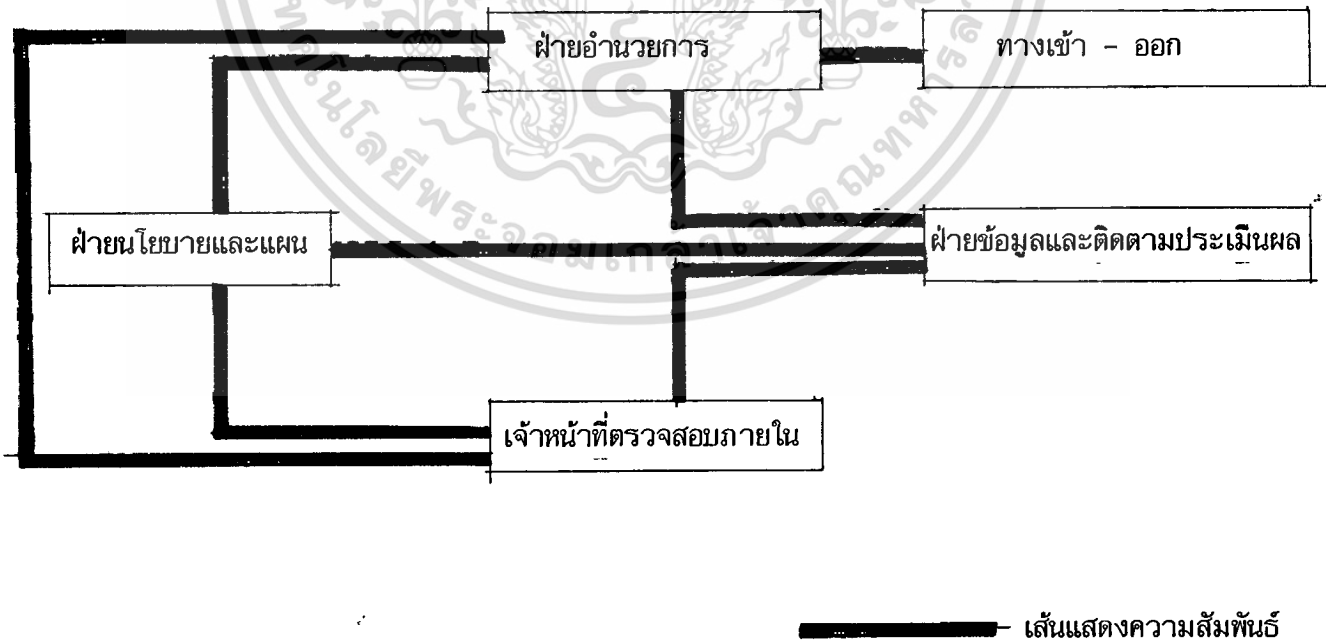 ฝ่ายอำนวยการ
ทางเข้า - ออก
ฝ่ายนโยบายและแผน
ฝ่ายข้อมูลและติดตามประเมินผล
เจ้าหน้าที่ตรวจสอบภายใน
เส้นแสดงความสัมพันธ์